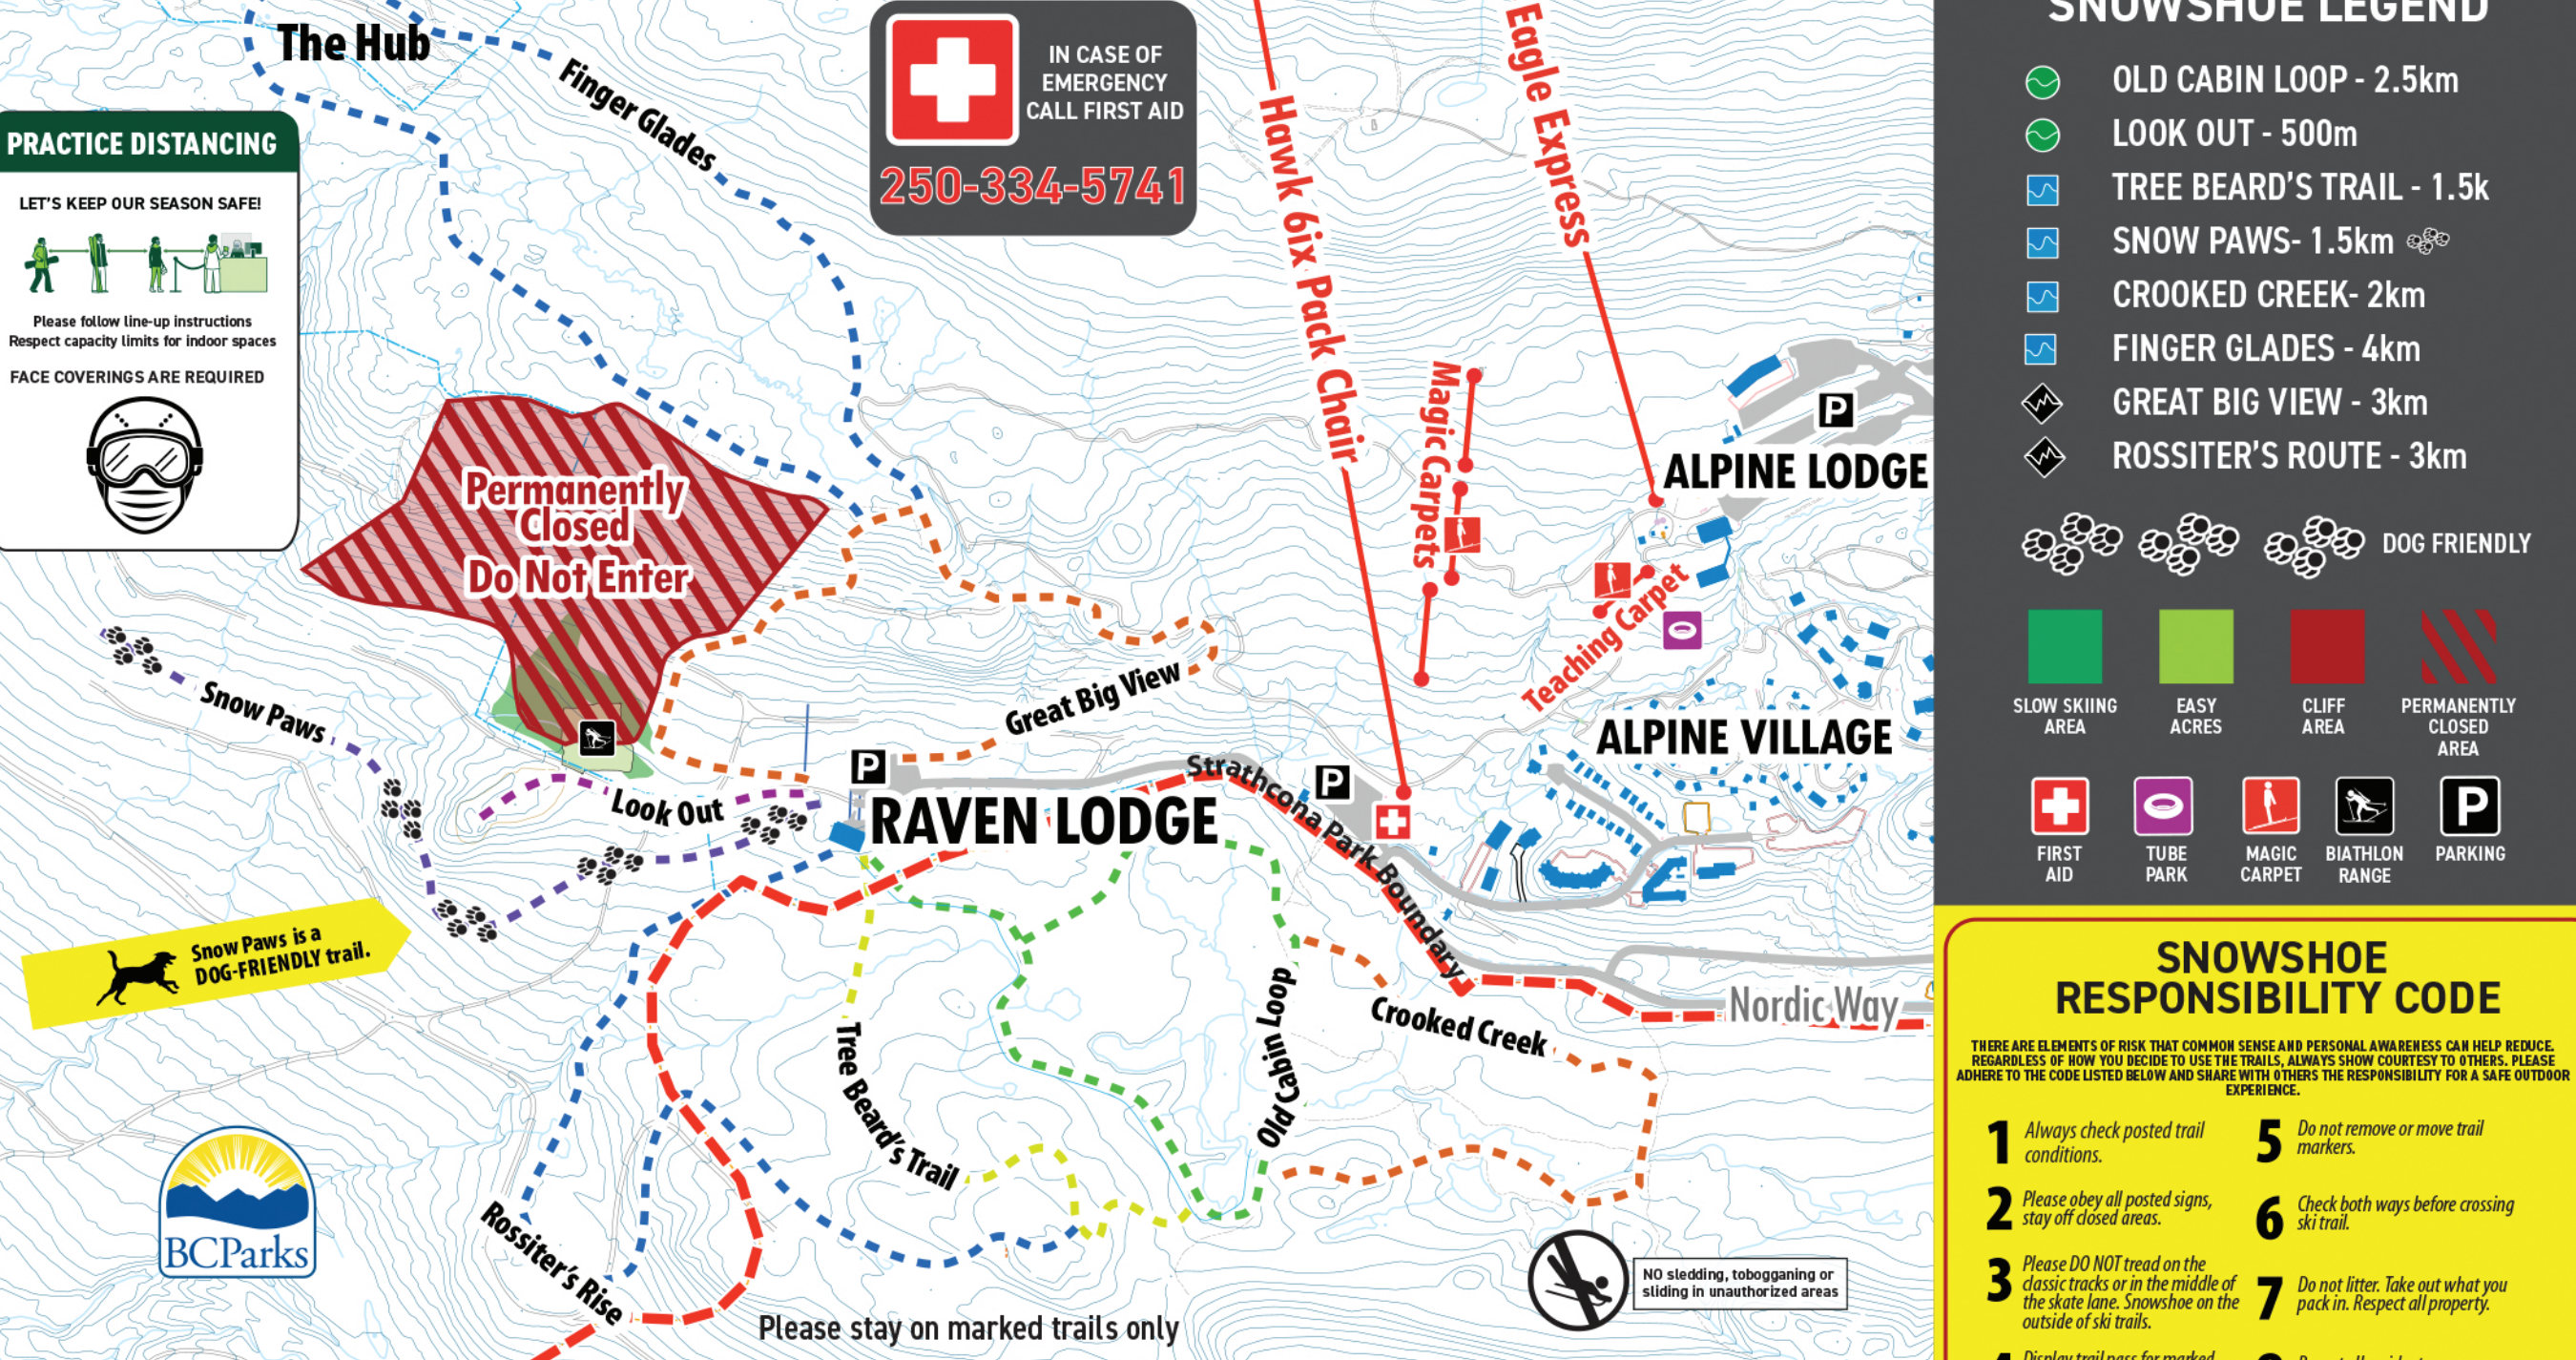 The Hub
Finger Glades
PRACTICE DISTANCING
LET'S KEEP OUR SEASON SAFE!
Please follow line-up instructions
Respect capacity limits for indoor spaces
FACE COVERINGS ARE REQUIRED
IN CASE OF
EMERGENCY
CALL FIRST AID
250-334-5741
Hawk 6ix Pack Chair
Eagle Express
Magic Carpets
P
ALPINE LODGE
Teaching Carpet
ALPINE VILLAGE
Permanently
Closed
Do Not Enter
Snow Paws
Look Out
Great Big View
P
RAVEN LODGE
P
Strathcona Park Boundary
Snow Paws is a
DOG-FRIENDLY trail.
Nordic Way
Crooked Creek
Old Cabin Loop
Tree Beard's Trail
Rossiter's Rise
BCParks
Please stay on marked trails only
NO sledding, tobogganing or
sliding in unauthorized areas
SNOWSHOE LEGEND
OLD CABIN LOOP - 2.5km
LOOK OUT - 500m
TREE BEARD'S TRAIL - 1.5k
SNOW PAWS- 1.5km
CROOKED CREEK- 2km
FINGER GLADES - 4km
GREAT BIG VIEW - 3km
ROSSITER'S ROUTE - 3km
DOG FRIENDLY
SLOW SKIING
AREA
EASY
ACRES
CLIFF
AREA
PERMANENTLY
CLOSED
AREA
P
FIRST
AID
TUBE
PARK
MAGIC
CARPET
BIATHLON
RANGE
PARKING
SNOWSHOE
RESPONSIBILITY CODE
THERE ARE ELEMENTS OF RISK THAT COMMON SENSE AND PERSONAL AWARENESS CAN HELP REDUCE.
REGARDLESS OF HOW YOU DECIDE TO USE THE TRAILS, ALWAYS SHOW COURTESY TO OTHERS. PLEASE
ADHERE TO THE CODE LISTED BELOW AND SHARE WITH OTHERS THE RESPONSIBILITY FOR A SAFE OUTDOOR
EXPERIENCE.
1 Always check posted trail
conditions.
2 Please obey all posted signs,
stay off closed areas.
3 Please DO NOT tread on the
classic tracks or in the middle of
the skate lane. Snowshoe on the
outside of ski trails.
Display trail pass for marked
5 Do not remove or move trail
markers.
6 Check both ways before crossing
ski trail.
7 Do not litter. Take out what you
pack in. Respect all property.